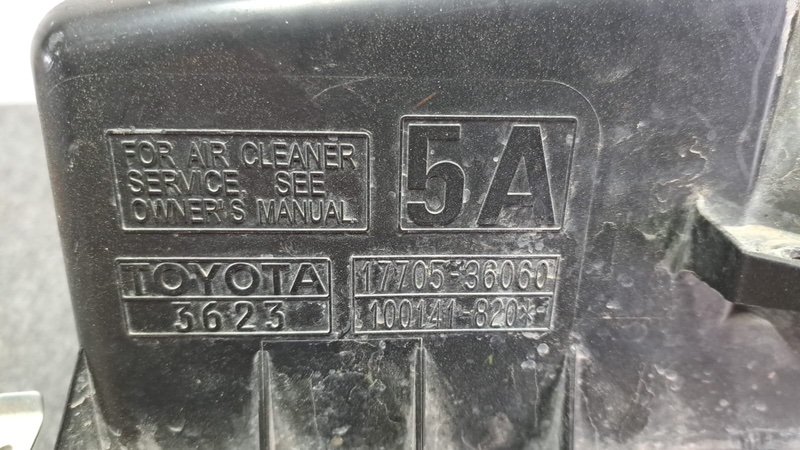 FOR AIR CLEANER
SERVICE, SEE
OWNER'S MANUAL
5A
TOYOTA
3623
17705-36060
100141-820*-